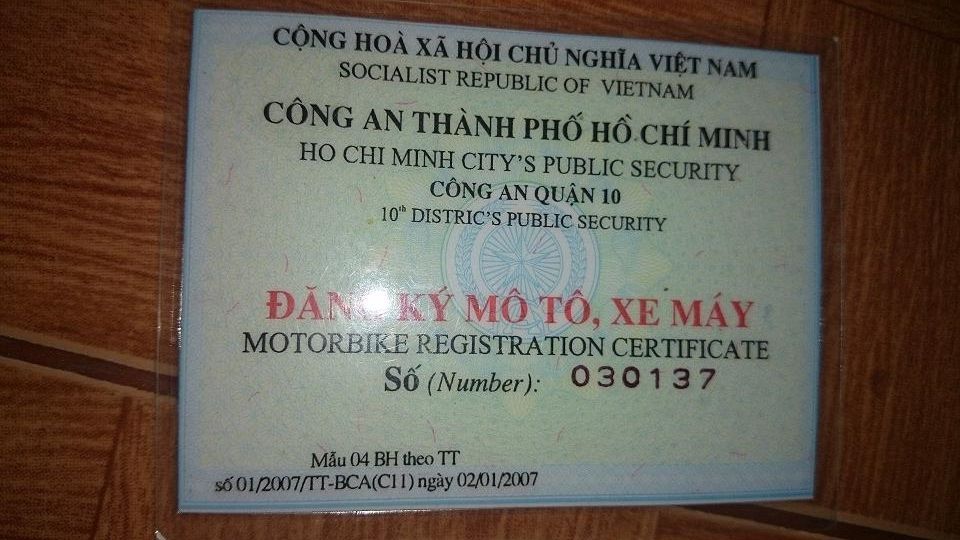 CỘNG HOÀ XÃ HỘI CHỦ NGHĨA VIỆT NAM
SOCIALIST REPUBLIC OF VIETNAM
CÔNG AN THÀNH PHỐ HỒ CHÍ MINH
HO CHI MINH CITY'S PUBLIC SECURITY
CÔNG AN QUẬN 10
10th DISTRIC'S PUBLIC SECURITY
ĐĂNG KÝ MÔ TÔ, XE MÁY
MOTORBIKE REGISTRATION CERTIFICATE
Số (Number): 030137
Mẫu 04 BH theo TT
số 01/2007/TT-BCA(C11) ngày 02/01/2007